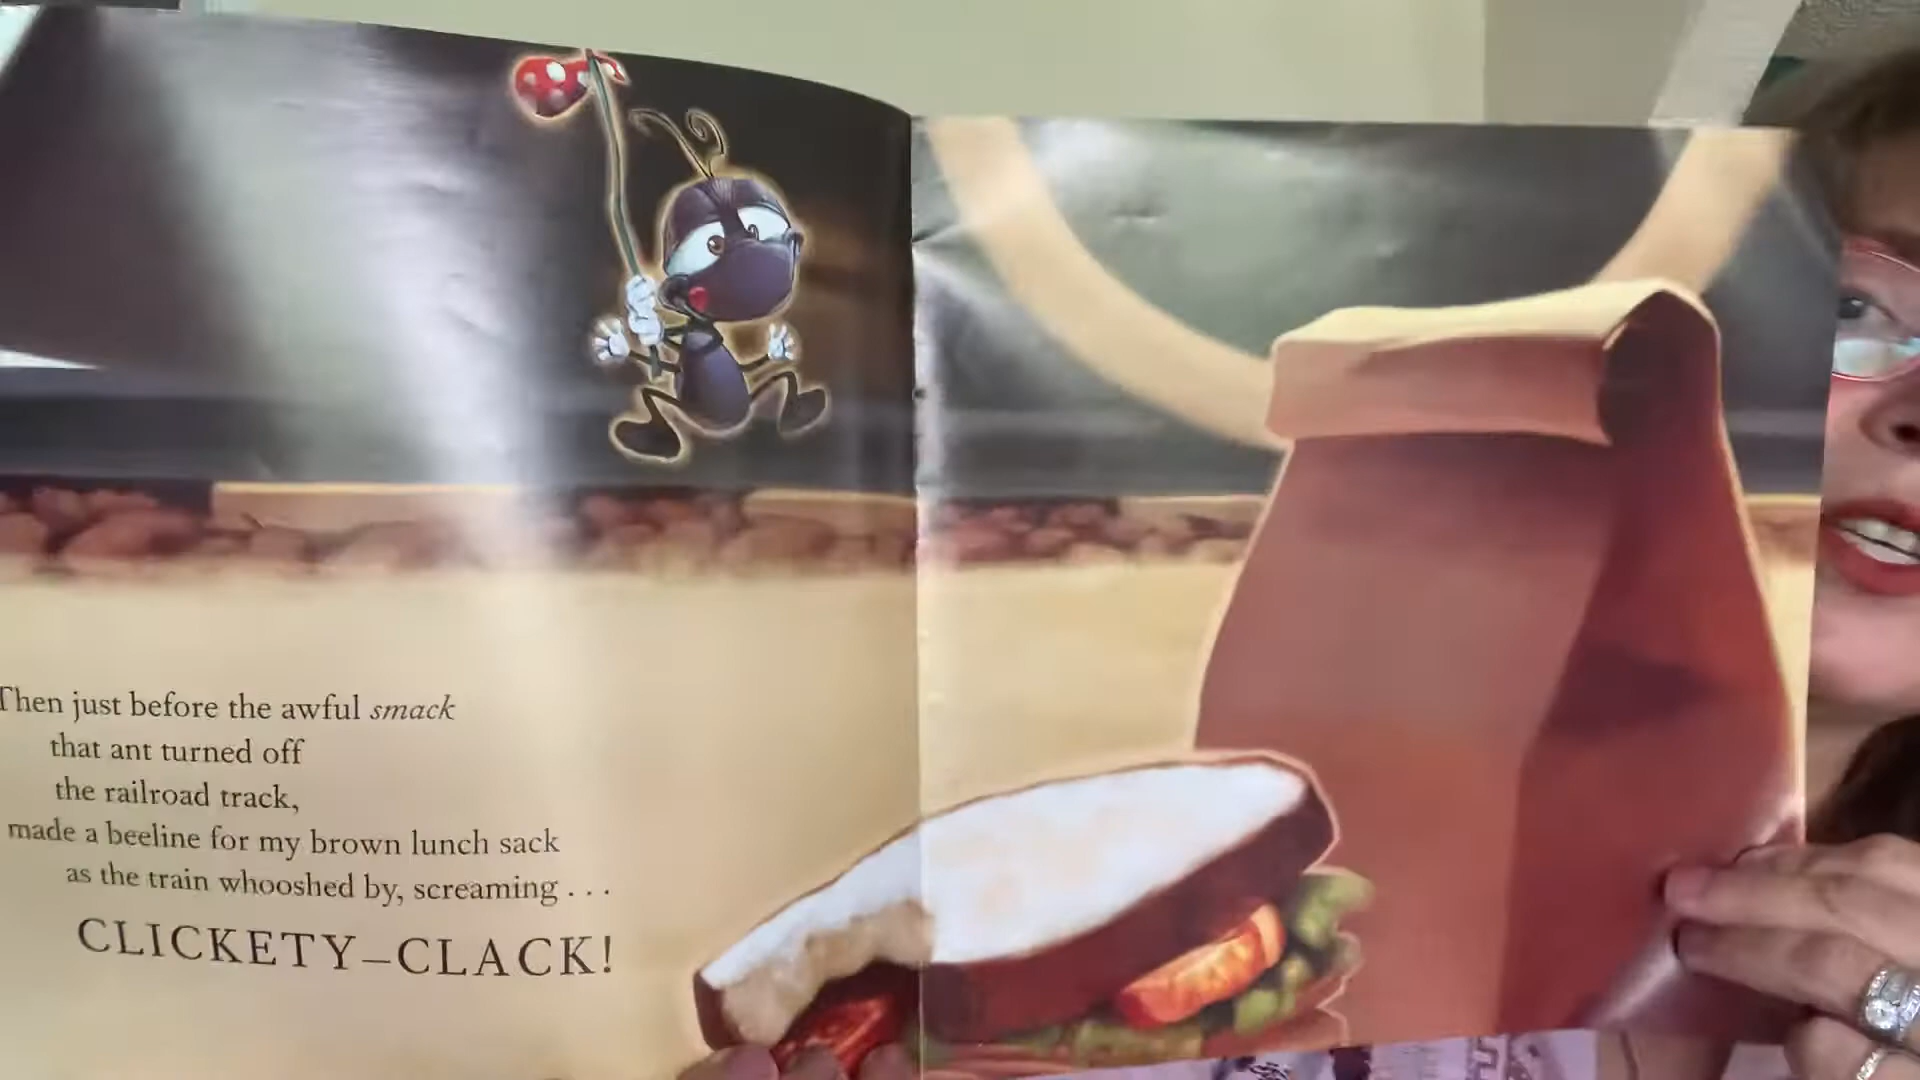 Then just before the awful smack
that ant turned off
the railroad track,
made a beeline for my brown lunch sack
as the train whooshed by, screaming . . .
CLICKETY–CLACK!